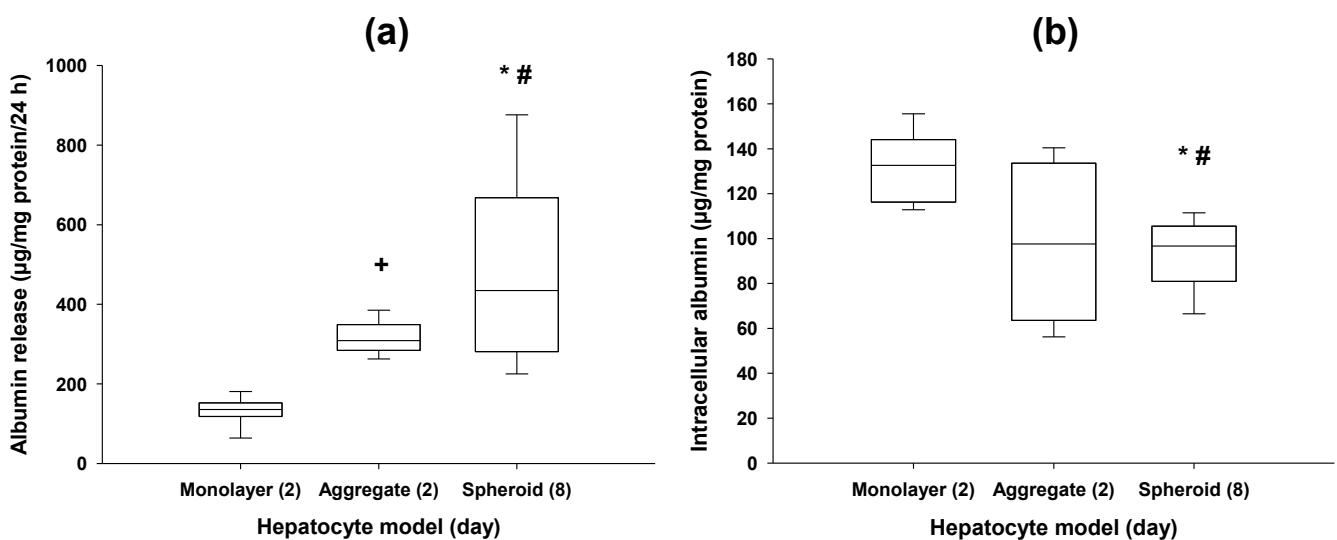 (a)
Albumin release (µg/mg protein/24 h)
1000
800
600
400
200
0
+
* #
Monolayer (2) Aggregate (2) Spheroid (8)
Hepatocyte model (day)
(b)
Intracellular albumin (µg/mg protein)
180
160
140
120
100
80
60
40
20
0
* #
Monolayer (2) Aggregate (2) Spheroid (8)
Hepatocyte model (day)